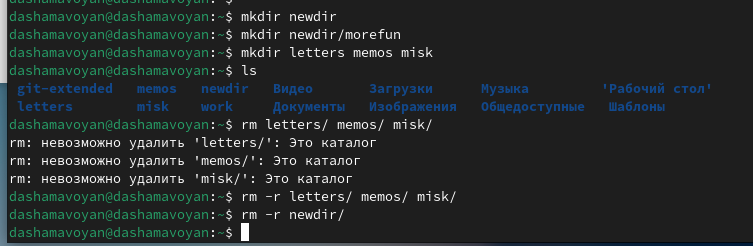 dashamavoyan@dashamavoyan:~$ mkdir newdir
dashamavoyan@dashamavoyan:~$ mkdir newdir/morefun
dashamavoyan@dashamavoyan:~$ mkdir letters memos misk
dashamavoyan@dashamavoyan:~$ ls
git-extended memos newdir Видео Загрузки Музыка 'Рабочий стол'
letters misk work Документы Изображения Общедоступные Шаблоны
dashamavoyan@dashamavoyan:~$ rm letters/ memos/ misk/
rm: невозможно удалить 'letters/': Это каталог
rm: невозможно удалить 'memos/': Это каталог
rm: невозможно удалить 'misk/': Это каталог
dashamavoyan@dashamavoyan:~$ rm -r letters/ memos/ misk/
dashamavoyan@dashamavoyan:~$ rm -r newdir/
dashamavoyan@dashamavoyan:~$